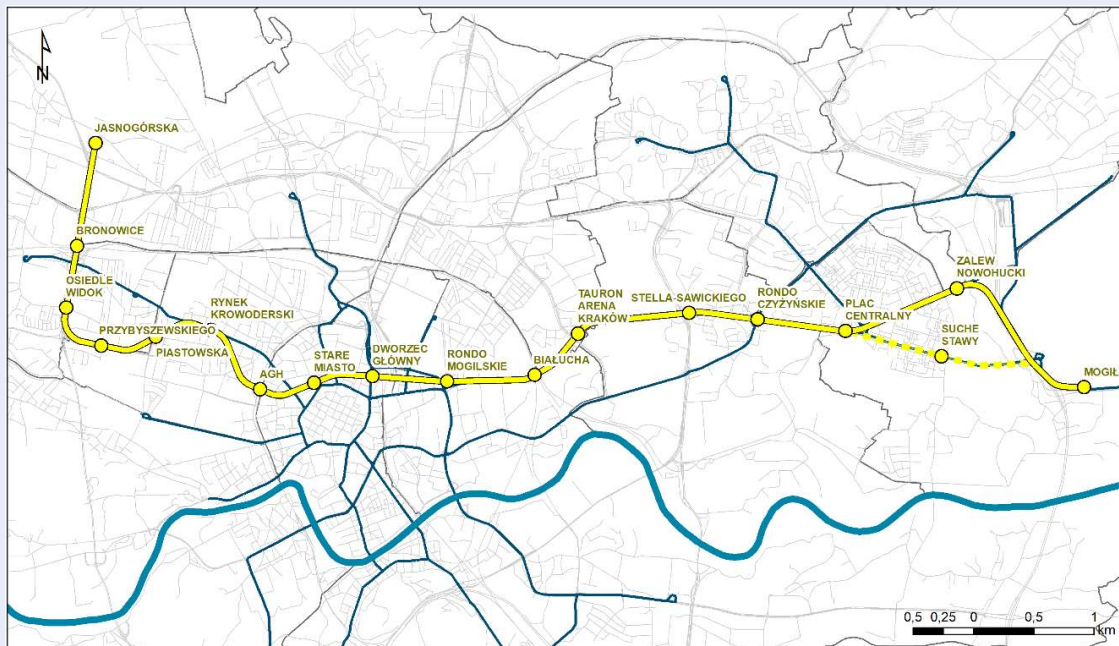 N
JASNOGÓRSKA
BRONOWICE
OSIEDLE
WIDOK
PRZYBYSZEWSKIEGO
PIASTOWSKA
RYNEK
KROWODERSKI
AGH
STARE
MIASTO
DWORZEC
GŁÓWNY
RONDO
MOGILSKIE
BIAŁUCHA
TAURON
ARENA
KRAKÓW
STELLA-SAWICKIEGO
RONDO
CZYŻYŃSKIE
PLAC
CENTRALNY
ZALEW
NOWOHUCKI
SUCHE
STAWY
MOGIŁ
0,5 0,25 0 0,5 1
km